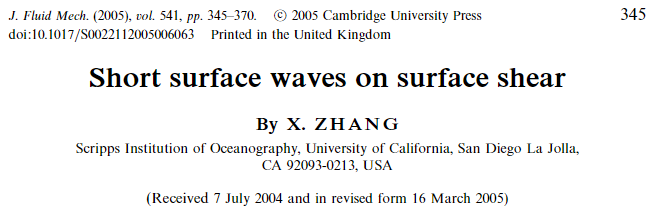 J. Fluid Mech. (2005), vol. 541, pp. 345–370. © 2005 Cambridge University Press 345
doi:10.1017/S0022112005006063 Printed in the United Kingdom
Short surface waves on surface shear
By X. ZHANG
Scripps Institution of Oceanography, University of California, San Diego La Jolla,
CA 92093-0213, USA
(Received 7 July 2004 and in revised form 16 March 2005)